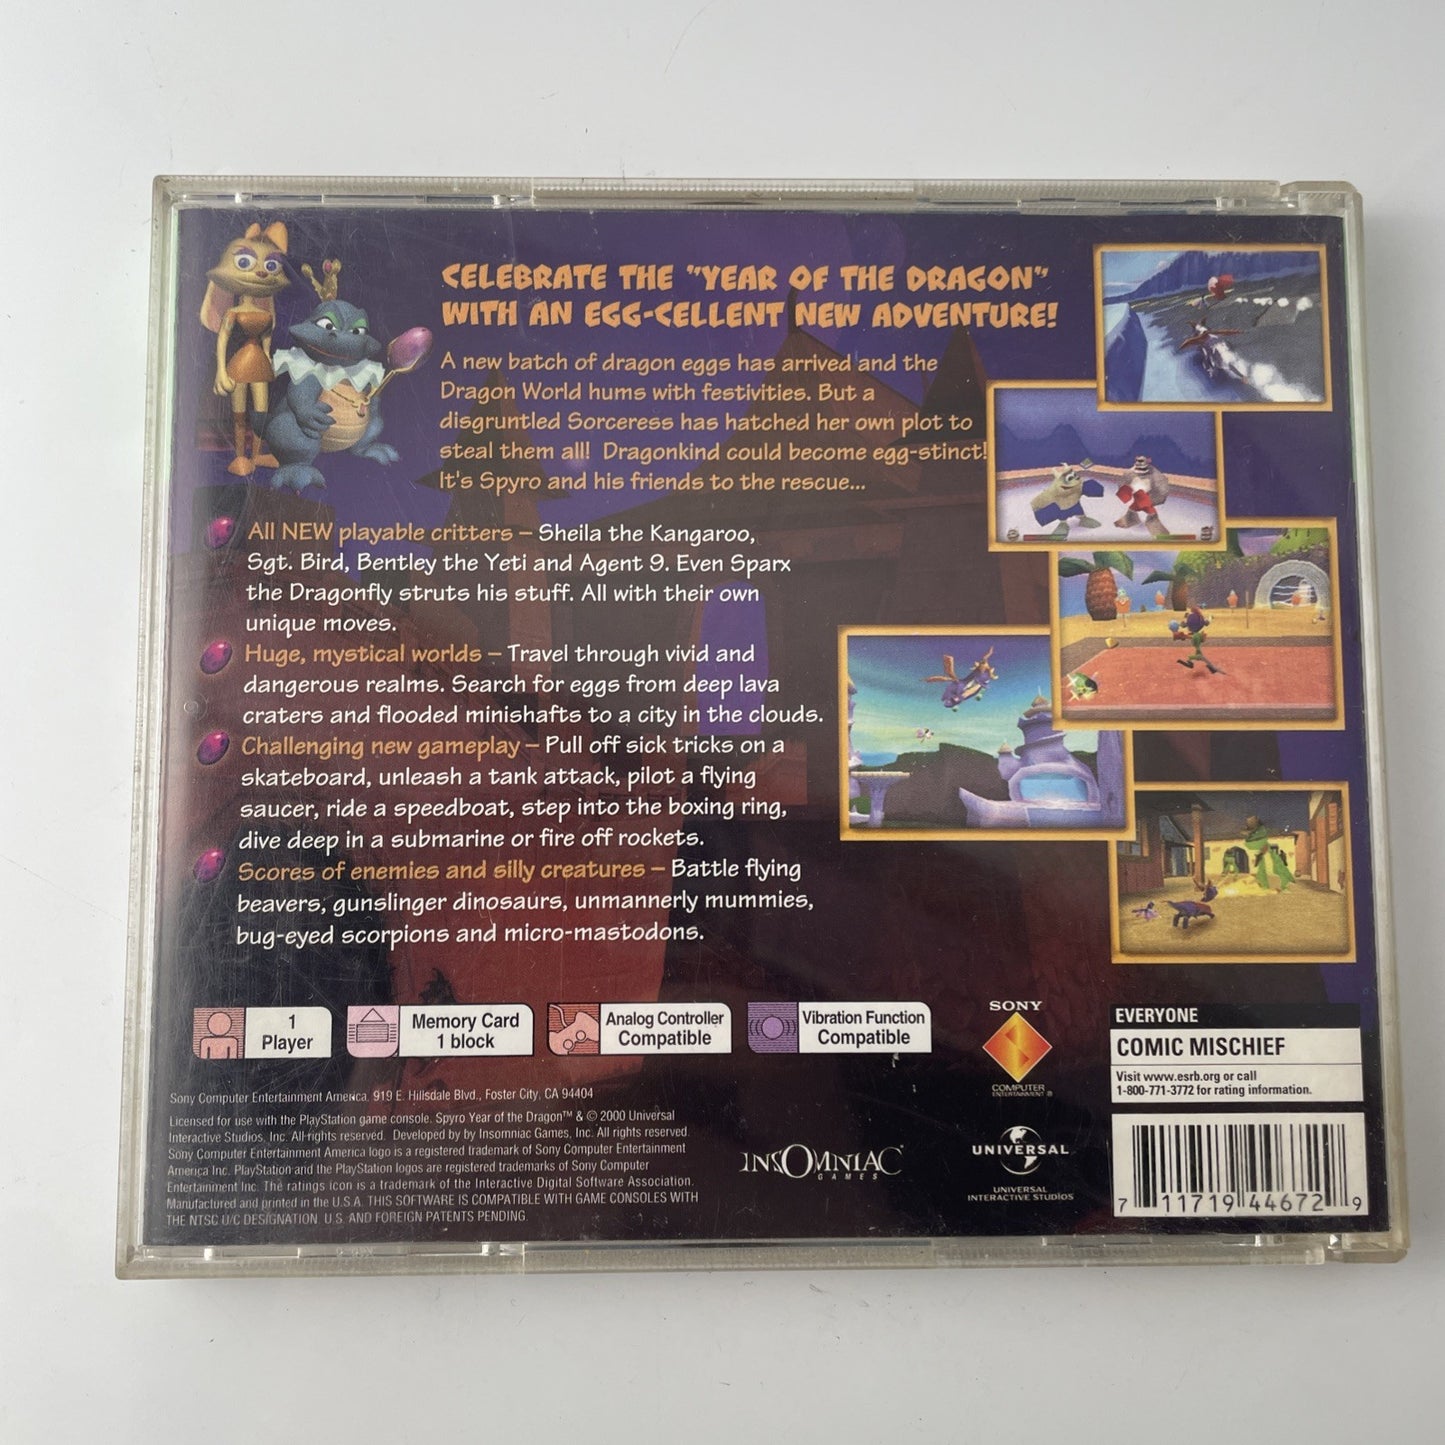 CELEBRATE THE "YEAR OF THE DRAGON"
WITH AN EGG-CELLENT NEW ADVENTURE!
A new batch of dragon eggs has arrived and the
Dragon World hums with festivities. But a
disgruntled Sorceress has hatched her own plot to
steal them all! Dragonkind could become egg-stinct!
It's Spyro and his friends to the rescue...
All NEW playable critters – Sheila the Kangaroo,
Sgt. Bird, Bentley the Yeti and Agent 9. Even Sparx
the Dragonfly struts his stuff. All with their own
unique moves.
Huge, mystical worlds – Travel through vivid and
dangerous realms. Search for eggs from deep lava
craters and flooded minishafts to a city in the clouds.
Challenging new gameplay – Pull off sick tricks on a
skateboard, unleash a tank attack, pilot a flying
saucer, ride a speedboat, step into the boxing ring,
dive deep in a submarine or fire off rockets.
Scores of enemies and silly creatures – Battle flying
beavers, gunslinger dinosaurs, unmannerly mummies,
bug-eyed scorpions and micro-mastodons.
1
Player
Memory Card
1 block
Analog Controller
Compatible
Vibration Function
Compatible
SONY
COMPUTER
ENTERTAINMENT ®
EVERYONE
COMIC MISCHIEF
Visit www.esrb.org or call
1-800-771-3772 for rating information.
Sony Computer Entertainment America, 919 E. Hillsdale Blvd., Foster City, CA 94404
Licensed for use with the PlayStation game console. Spyro Year of the Dragon™ & © 2000 Universal
Interactive Studios, Inc. All rights reserved. Developed by by Insomniac Games, Inc. All rights reserved.
Sony Computer Entertainment America logo is a registered trademark of Sony Computer Entertainment
America Inc. PlayStation and the PlayStation logos are registered trademarks of Sony Computer
Entertainment Inc. The ratings icon is a trademark of the Interactive Digital Software Association.
Manufactured and printed in the U.S.A. THIS SOFTWARE IS COMPATIBLE WITH GAME CONSOLES WITH
THE NTSC U/C DESIGNATION. U.S. AND FOREIGN PATENTS PENDING.
INSOMNIAC
GAMES
UNIVERSAL
UNIVERSAL
INTERACTIVE STUDIOS
7 11719 44672 9